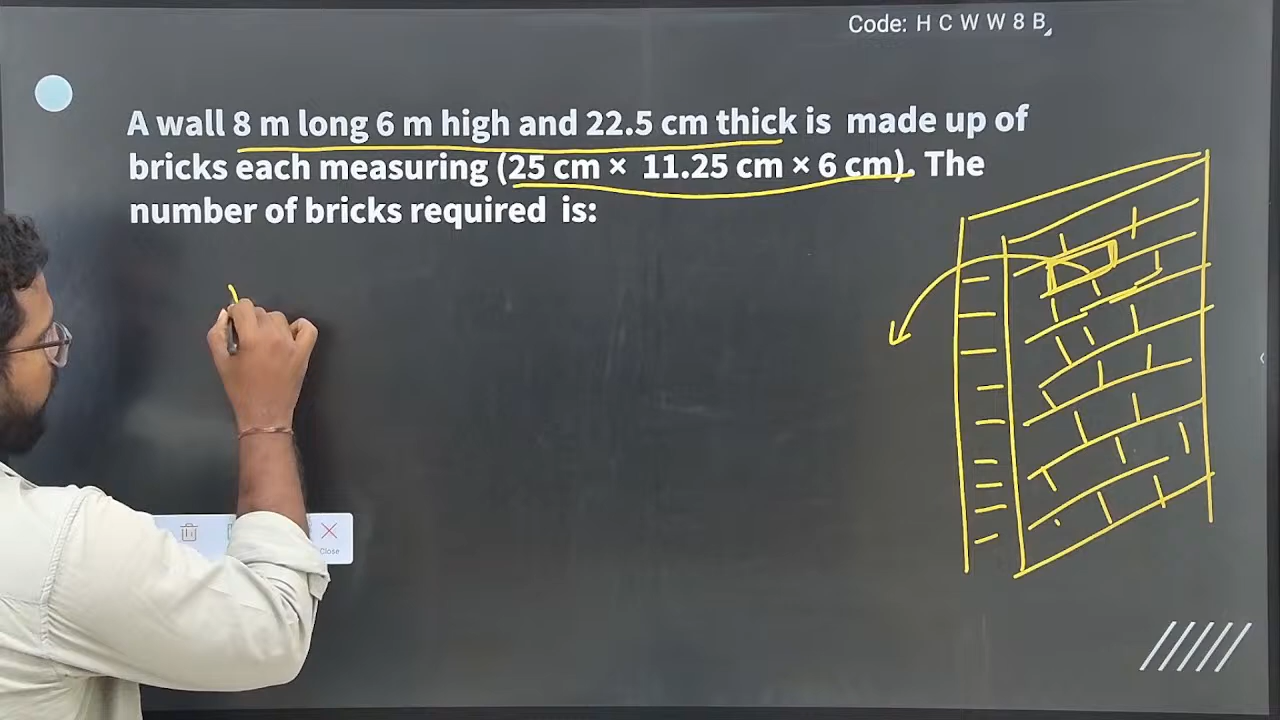 Code: H C W W 8 B
A wall 8 m long 6 m high and 22.5 cm thick is made up of
bricks each measuring (25 cm × 11.25 cm × 6 cm). The
number of bricks required is:
Close